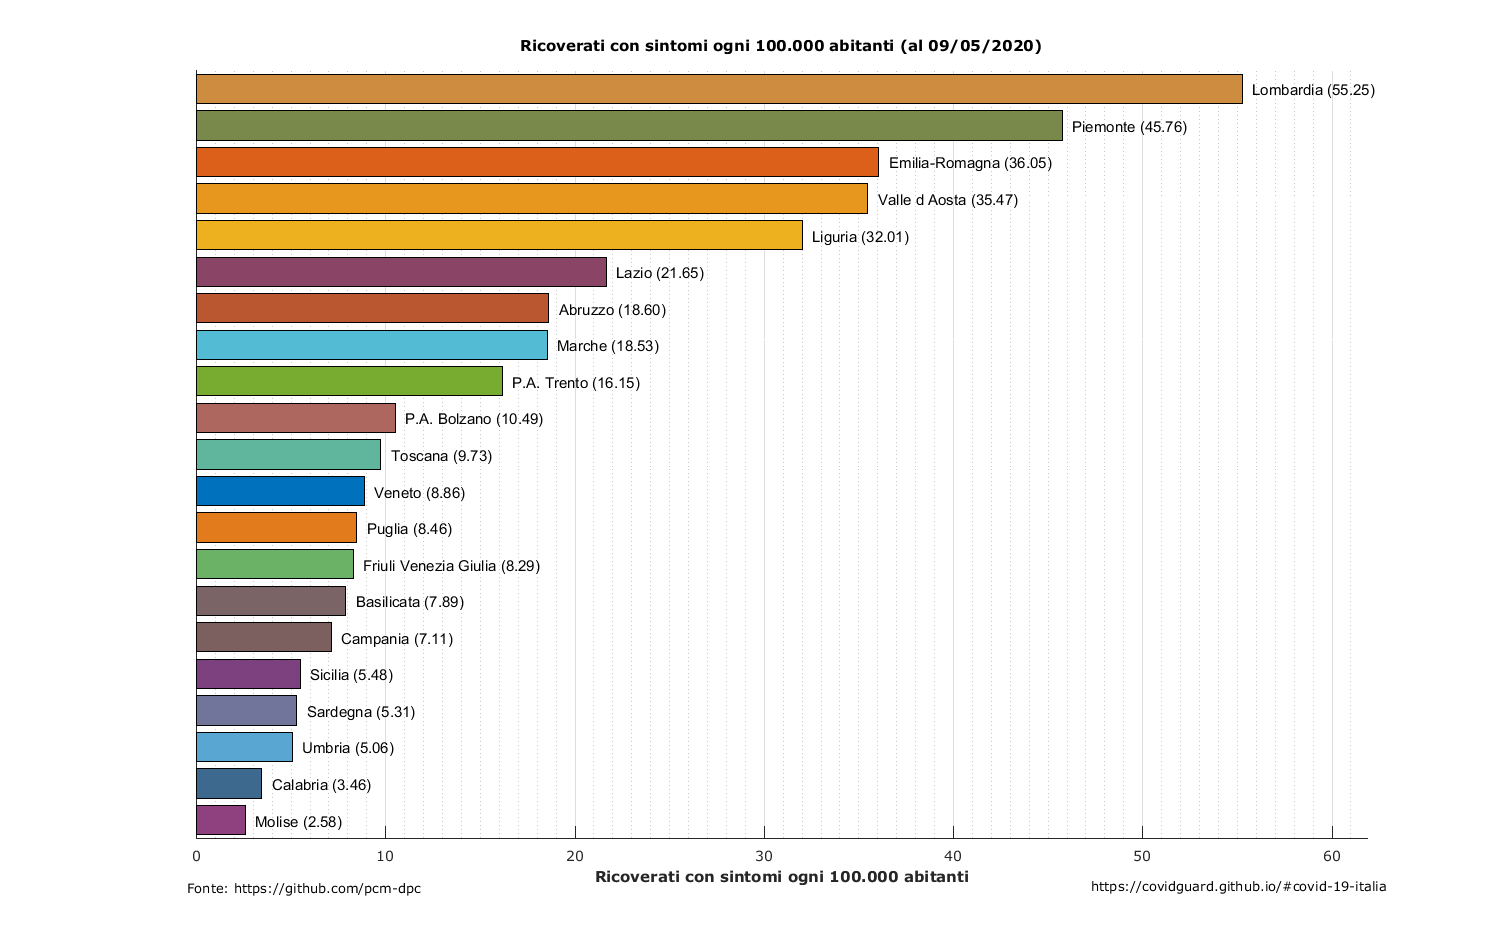 Ricoverati con sintomi ogni 100.000 abitanti (al 09/05/2020)
Lombardia (55.25)
Piemonte (45.76)
Emilia-Romagna (36.05)
Valle d Aosta (35.47)
Liguria (32.01)
Lazio (21.65)
Abruzzo (18.60)
Marche (18.53)
P.A. Trento (16.15)
P.A. Bolzano (10.49)
Toscana (9.73)
Veneto (8.86)
Puglia (8.46)
Friuli Venezia Giulia (8.29)
Basilicata (7.89)
Campania (7.11)
Sicilia (5.48)
Sardegna (5.31)
Umbria (5.06)
Calabria (3.46)
Molise (2.58)
0 10 20 30 40 50 60
Ricoverati con sintomi ogni 100.000 abitanti
Fonte: https://github.com/pcm-dpc
https://covidguard.github.io/#covid-19-italia